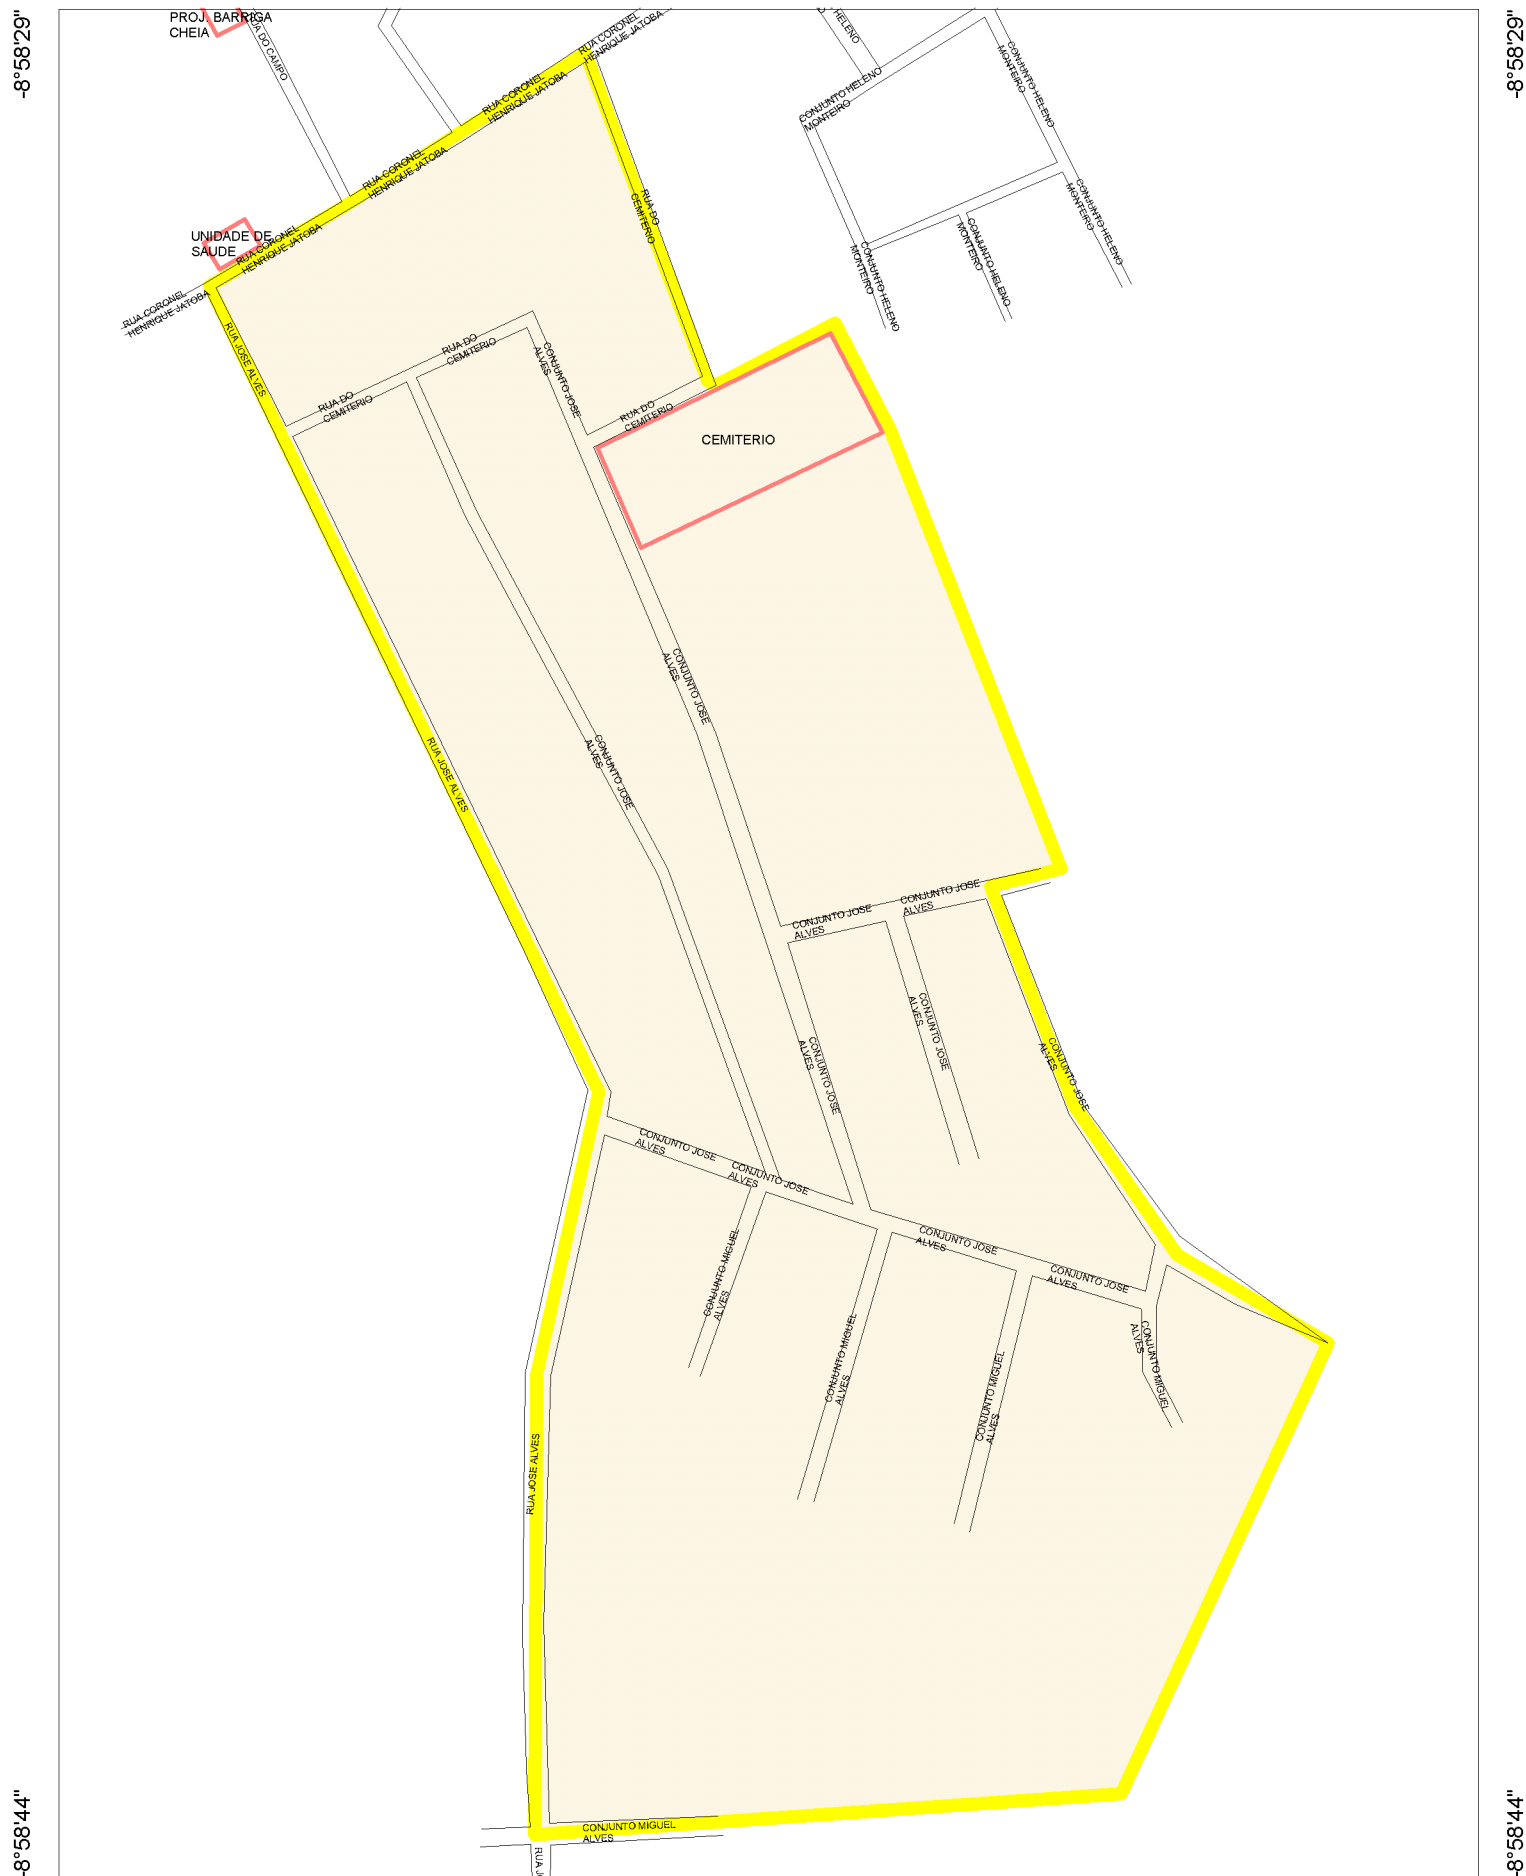 -8°58'29"
-8°58'29"
PROJ. BARRIGA
CHEIA
RUA DO CAMPO
RUA CORONEL
HENRIQUE JATOBA
HELENO
RUA CORONEL
HENRIQUE JATOBA
CONJUNTO HELENO
MONTEIRO
CONJUNTO HELENO
MONTEIRO
RUA CORONEL
HENRIQUE JATOBA
UNIDADE DE
SAUDE
RUA CORONEL
HENRIQUE JATOBA
RUA DO
CEMITERIO
CONJUNTO HELENO
MONTEIRO
CONJUNTO HELENO
MONTEIRO
CONJUNTO HELENO
MONTEIRO
RUA CORONEL
HENRIQUE JATOBA
RUA JOSE ALVES
RUA DO
CEMITERIO
CONJUNTO JOSE
ALVES
RUA DO
CEMITERIO
RUA DO
CEMITERIO
CEMITERIO
CONJUNTO JOSE
ALVES
RUA JOSE ALVES
CONJUNTO JOSE
ALVES
CONJUNTO JOSE
ALVES
CONJUNTO JOSE
ALVES
CONJUNTO JOSE
ALVES
CONJUNTO JOSE
ALVES
CONJUNTO JOSE
ALVES
CONJUNTO JOSE
ALVES
CONJUNTO JOSE
ALVES
CONJUNTO JOSE
ALVES
CONJUNTO JOSE
ALVES
CONJUNTO MIGUEL
ALVES
CONJUNTO MIGUEL
ALVES
CONJUNTO MIGUEL
ALVES
CONJUNTO MIGUEL
ALVES
RUA JOSE ALVES
CONJUNTO MIGUEL
ALVES
RUA J
-8°58'44"
-8°58'44"